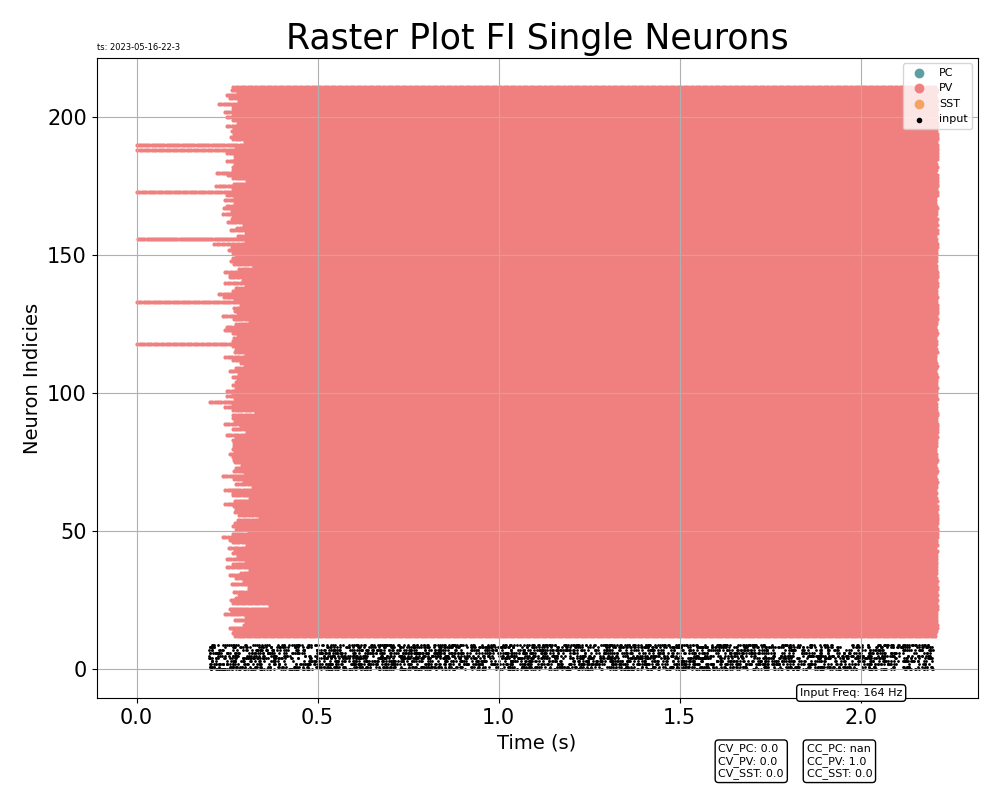 Raster Plot FI Single Neurons
ts: 2023-05-16-22-3
PC
PV
SST
input
200
150
100
50
0
Neuron Indicies
0.0 0.5 1.0 1.5 2.0
Input Freq: 164 Hz
Time (s)
CV_PC: 0.0
CV_PV: 0.0
CV_SST: 0.0
CC_PC: nan
CC_PV: 1.0
CC_SST: 0.0